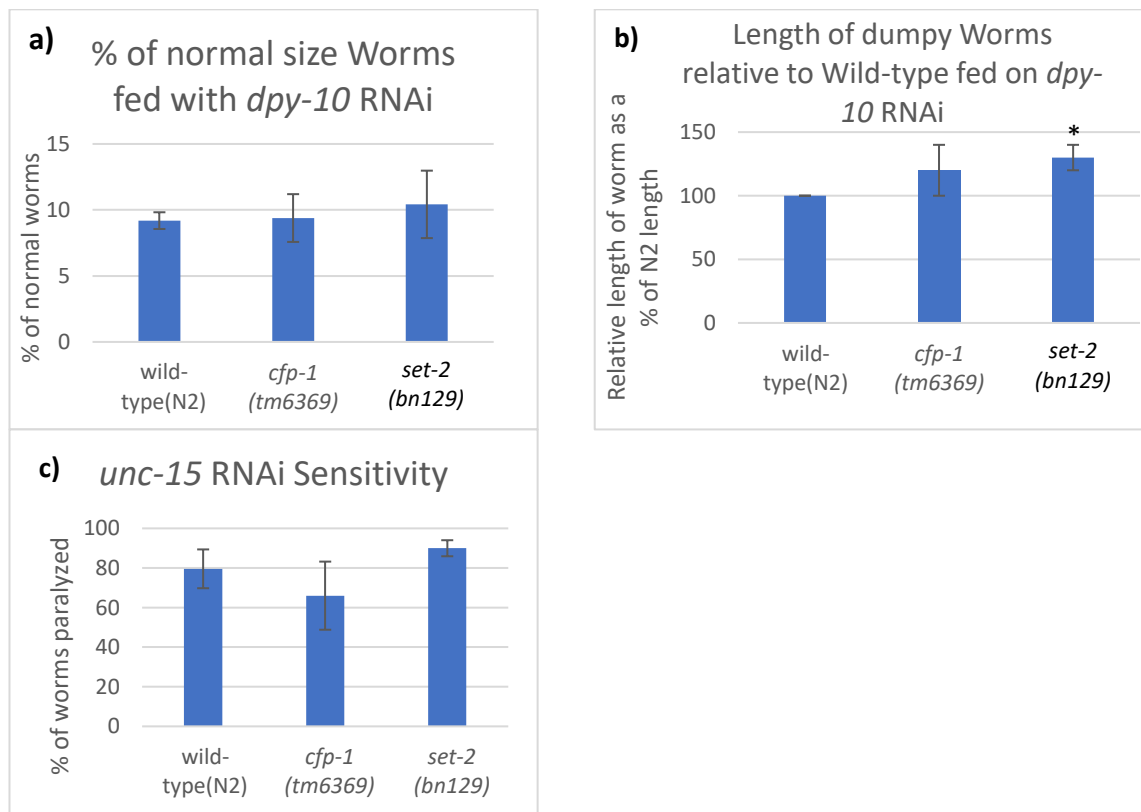 a)
% of normal size Worms
fed with dpy-10 RNAi
% of normal worms
15
10
5
0
wild-
type(N2)
cfp-1
(tm6369)
set-2
(bn129)
b)
Length of dumpy Worms
relative to Wild-type fed on dpy-
10 RNAi
Relative length of worm as a
% of N2 length
150
100
50
0
*
wild-
type(N2)
cfp-1
(tm6369)
set-2
(bn129)
c)
unc-15 RNAi Sensitivity
% of worms paralyzed
100
80
60
40
20
0
wild-
type(N2)
cfp-1
(tm6369)
set-2
(bn129)